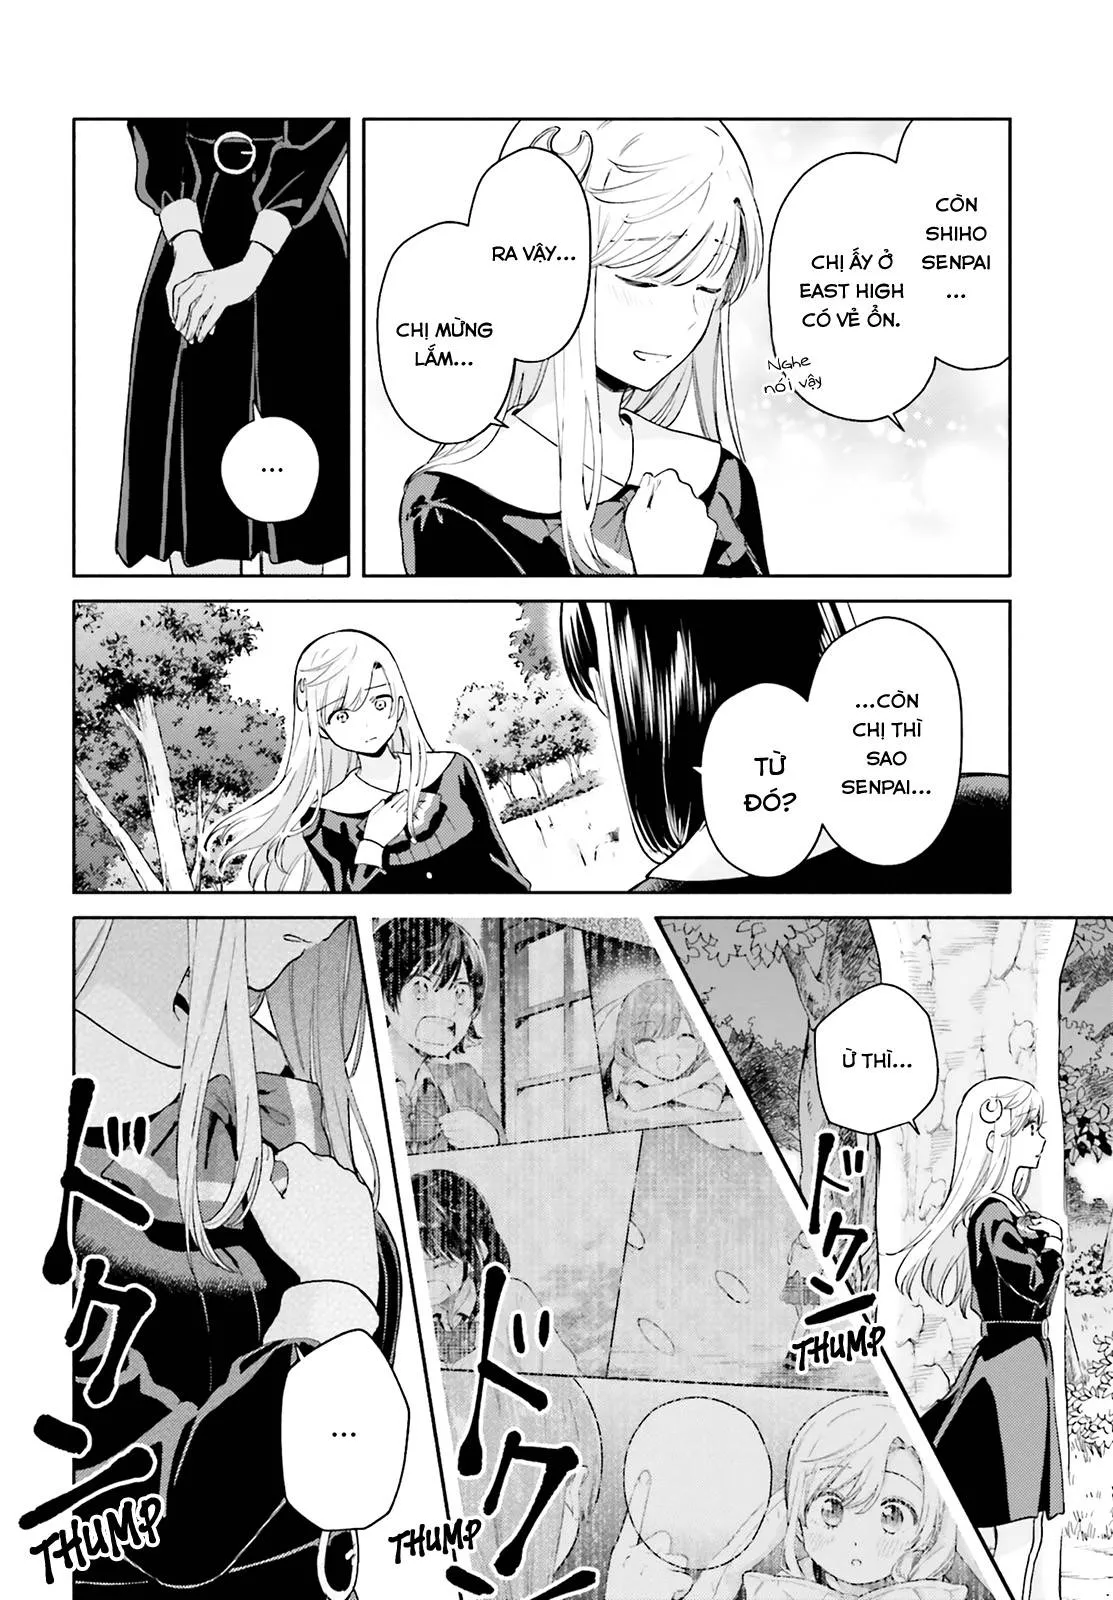 CÒN
SHIHO
SENPAI
...
CHỊ ẤY Ở
EAST HIGH
CÓ VẺ ỔN.
Nghe
nói vậy
RA VẬY...
CHỊ MỪNG
LẮM...
...
...CÒN
CHỊ THÌ
SAO
SENPAI...
TỪ
ĐÓ?
Ừ THÌ...
ドクン
THUMP
ドクン
THUMP
ドクン
THUMP
...